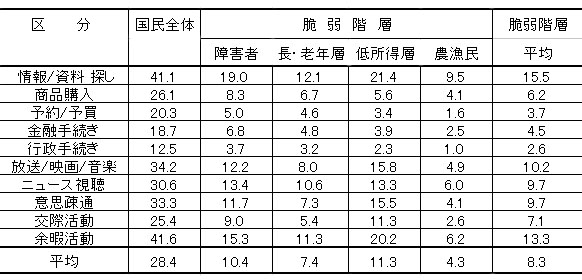 区 分 国民全体 脆 弱 階 層 脆弱階層
障害者 長・老年層 低所得層 農漁民 平均
情報/資料 探し 41.1 19.0 12.1 21.4 9.5 15.5
商品購入 26.1 8.3 6.7 5.6 4.1 6.2
予約/予買 20.3 5.0 4.6 3.4 1.6 3.7
金融手続き 18.7 6.8 4.8 3.9 2.5 4.5
行政手続き 12.5 3.7 3.2 2.3 1.0 2.6
放送/映画/音楽 34.2 12.2 8.0 15.8 4.9 10.2
ニュース視聴 30.6 13.4 10.6 13.3 6.0 9.7
意思疎通 33.3 11.7 7.3 15.5 4.1 9.7
交際活動 25.4 9.0 5.4 11.3 2.6 7.1
余暇活動 41.6 15.3 11.3 20.2 6.2 13.3
平均 28.4 10.4 7.4 11.3 4.3 8.3